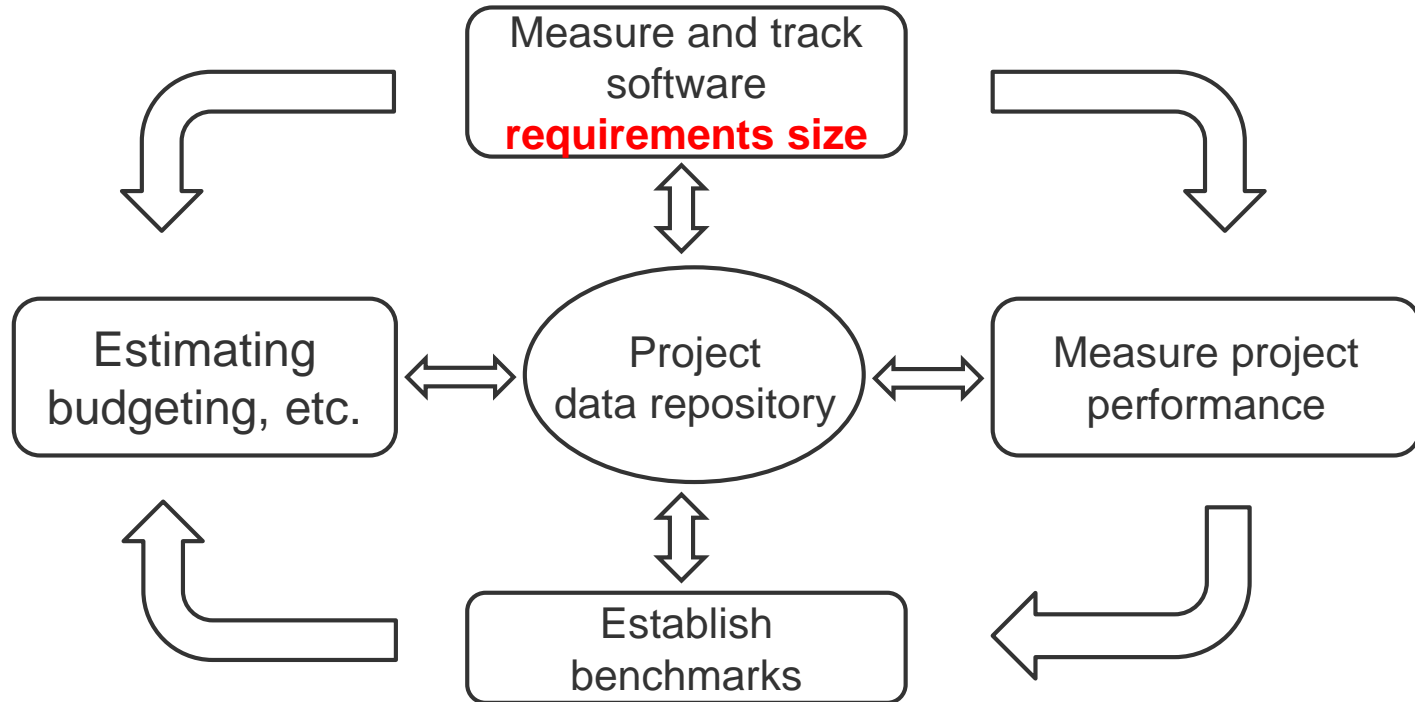 Measure and track
software
requirements size
Estimating
budgeting, etc.
Project
data repository
Measure project
performance
Establish
benchmarks